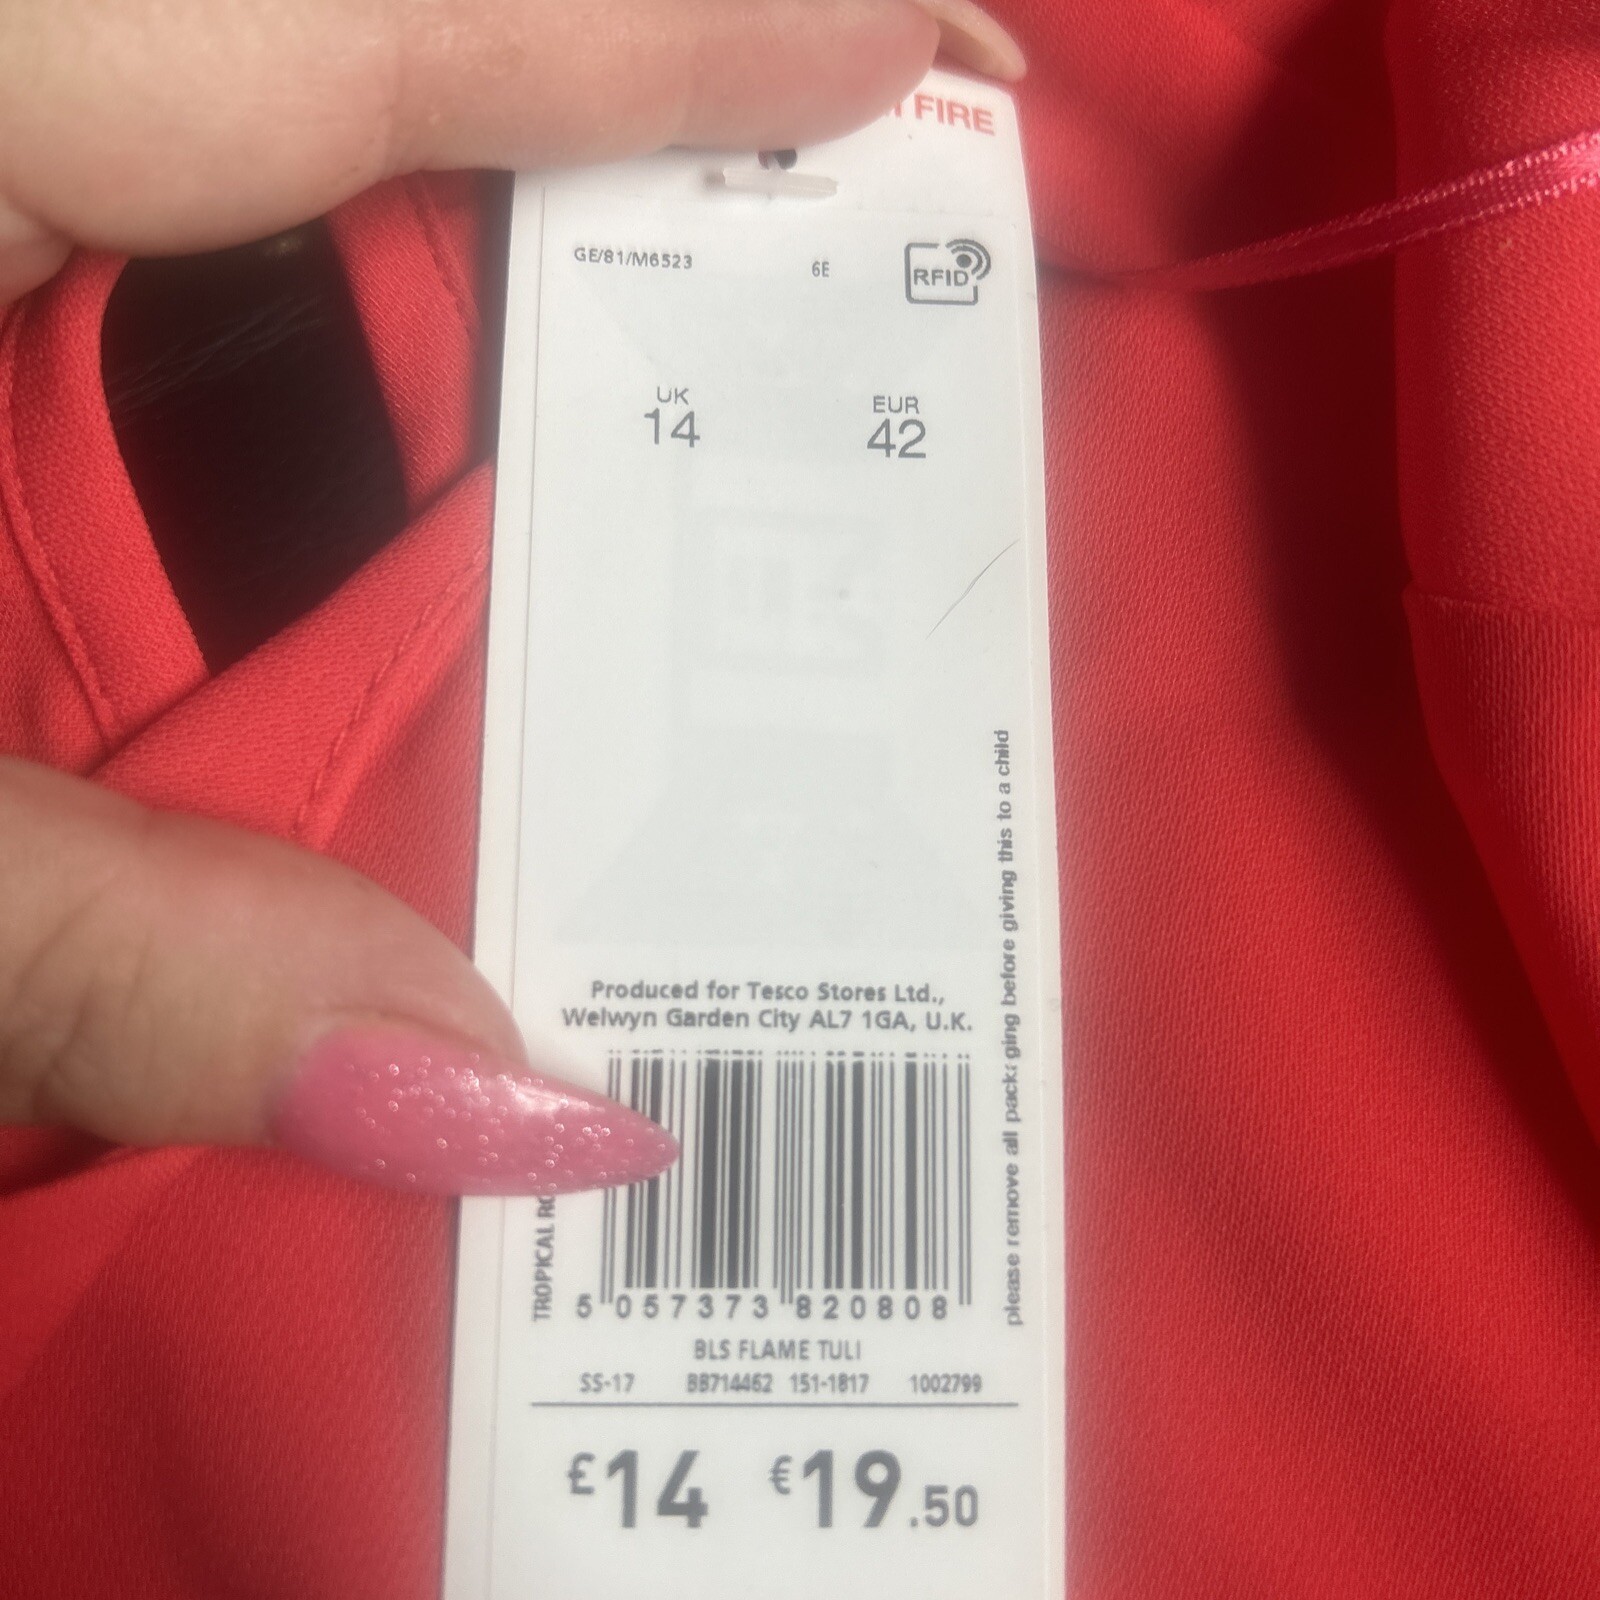 FIRE
GE/81/M6523 6E RFID
UK EUR
14 42
please remove all packaging before giving this to a child
Produced for Tesco Stores Ltd.,
Welwyn Garden City AL7 1GA, U.K.
TROPICAL
5 057373 820808
BLS FLAME TULI
SS-17 BB714462 151-1817 1002799
£14 €19.50